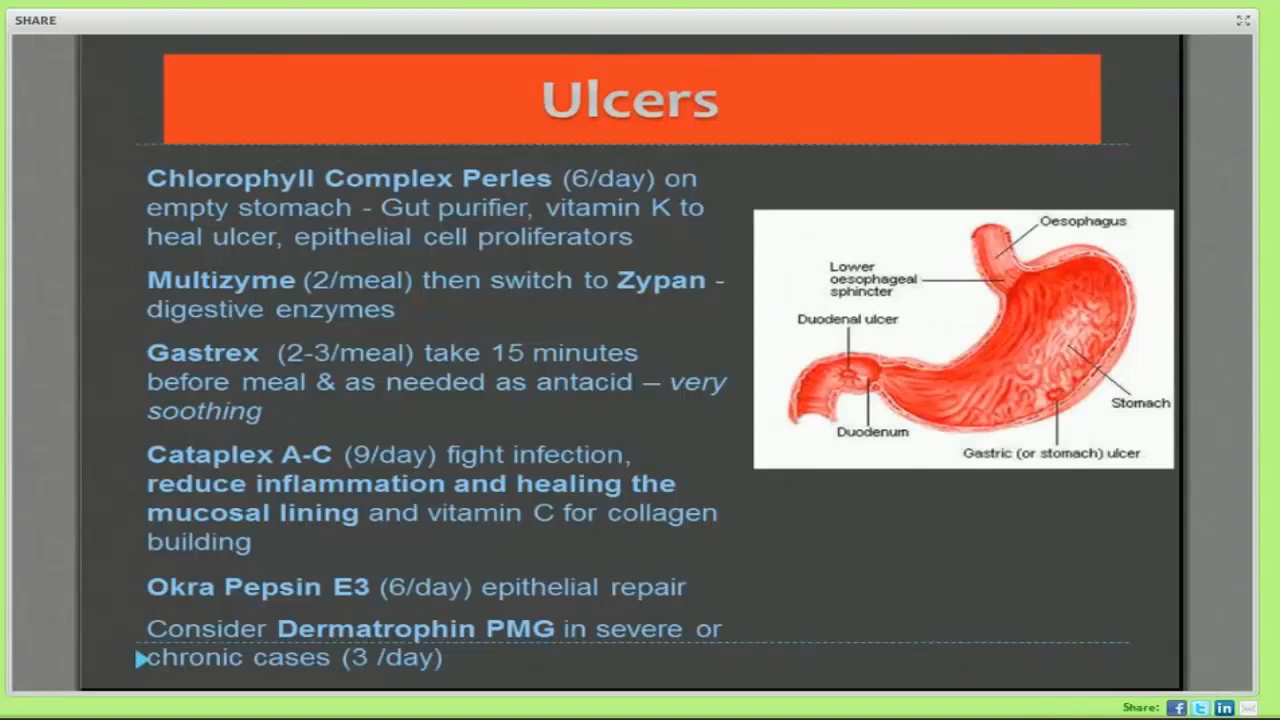 SHARE
Ulcers
Chlorophyll Complex Perles (6/day) on
empty stomach - Gut purifier, vitamin K to
heal ulcer, epithelial cell proliferators
Multizyme (2/meal) then switch to Zypan -
digestive enzymes
Gastrex (2-3/meal) take 15 minutes
before meal & as needed as antacid – very
soothing
Cataplex A-C (9/day) fight infection,
reduce inflammation and healing the
mucosal lining and vitamin C for collagen
building
Okra Pepsin E3 (6/day) epithelial repair
Consider Dermatrophin PMG in severe or
chronic cases (3 /day)
Oesophagus
Lower
oesophageal
sphincter
Duodenal ulcer
Stomach
Duodenum
Gastric (or stomach) ulcer
Share: